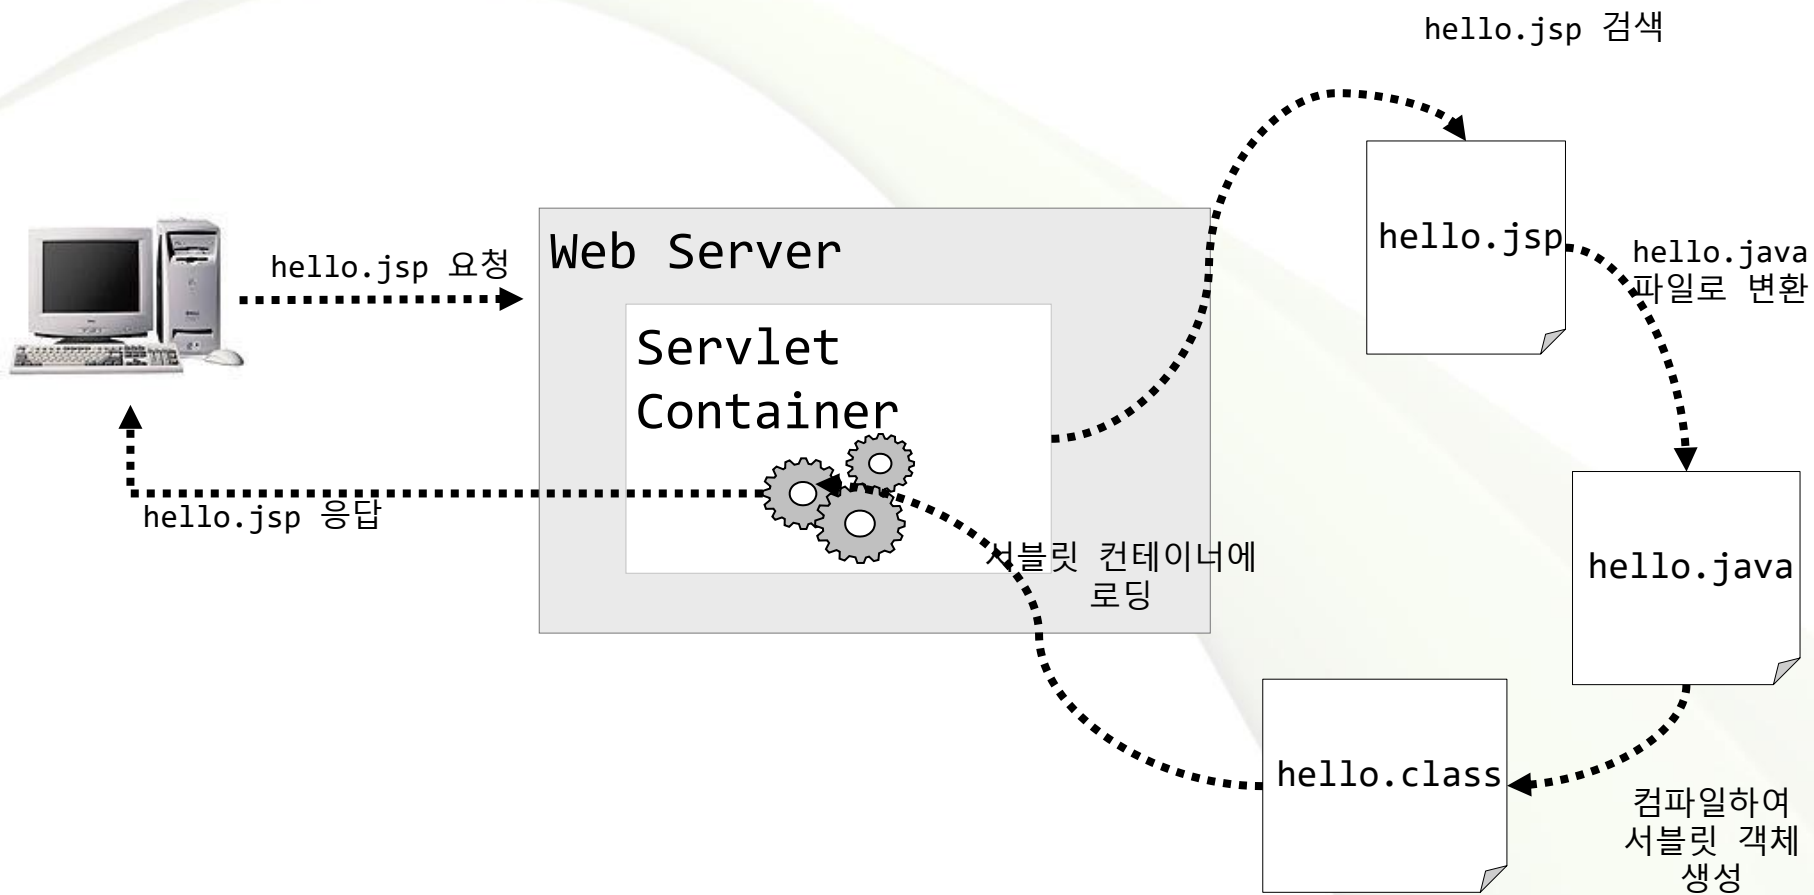 hello.jsp 검색
hello.jsp 요청
Web Server
Servlet
Container
hello.jsp
hello.java
파일로 변환
hello.jsp 응답
서블릿 컨테이너에
로딩
hello.java
hello.class
컴파일하여
서블릿 객체
생성